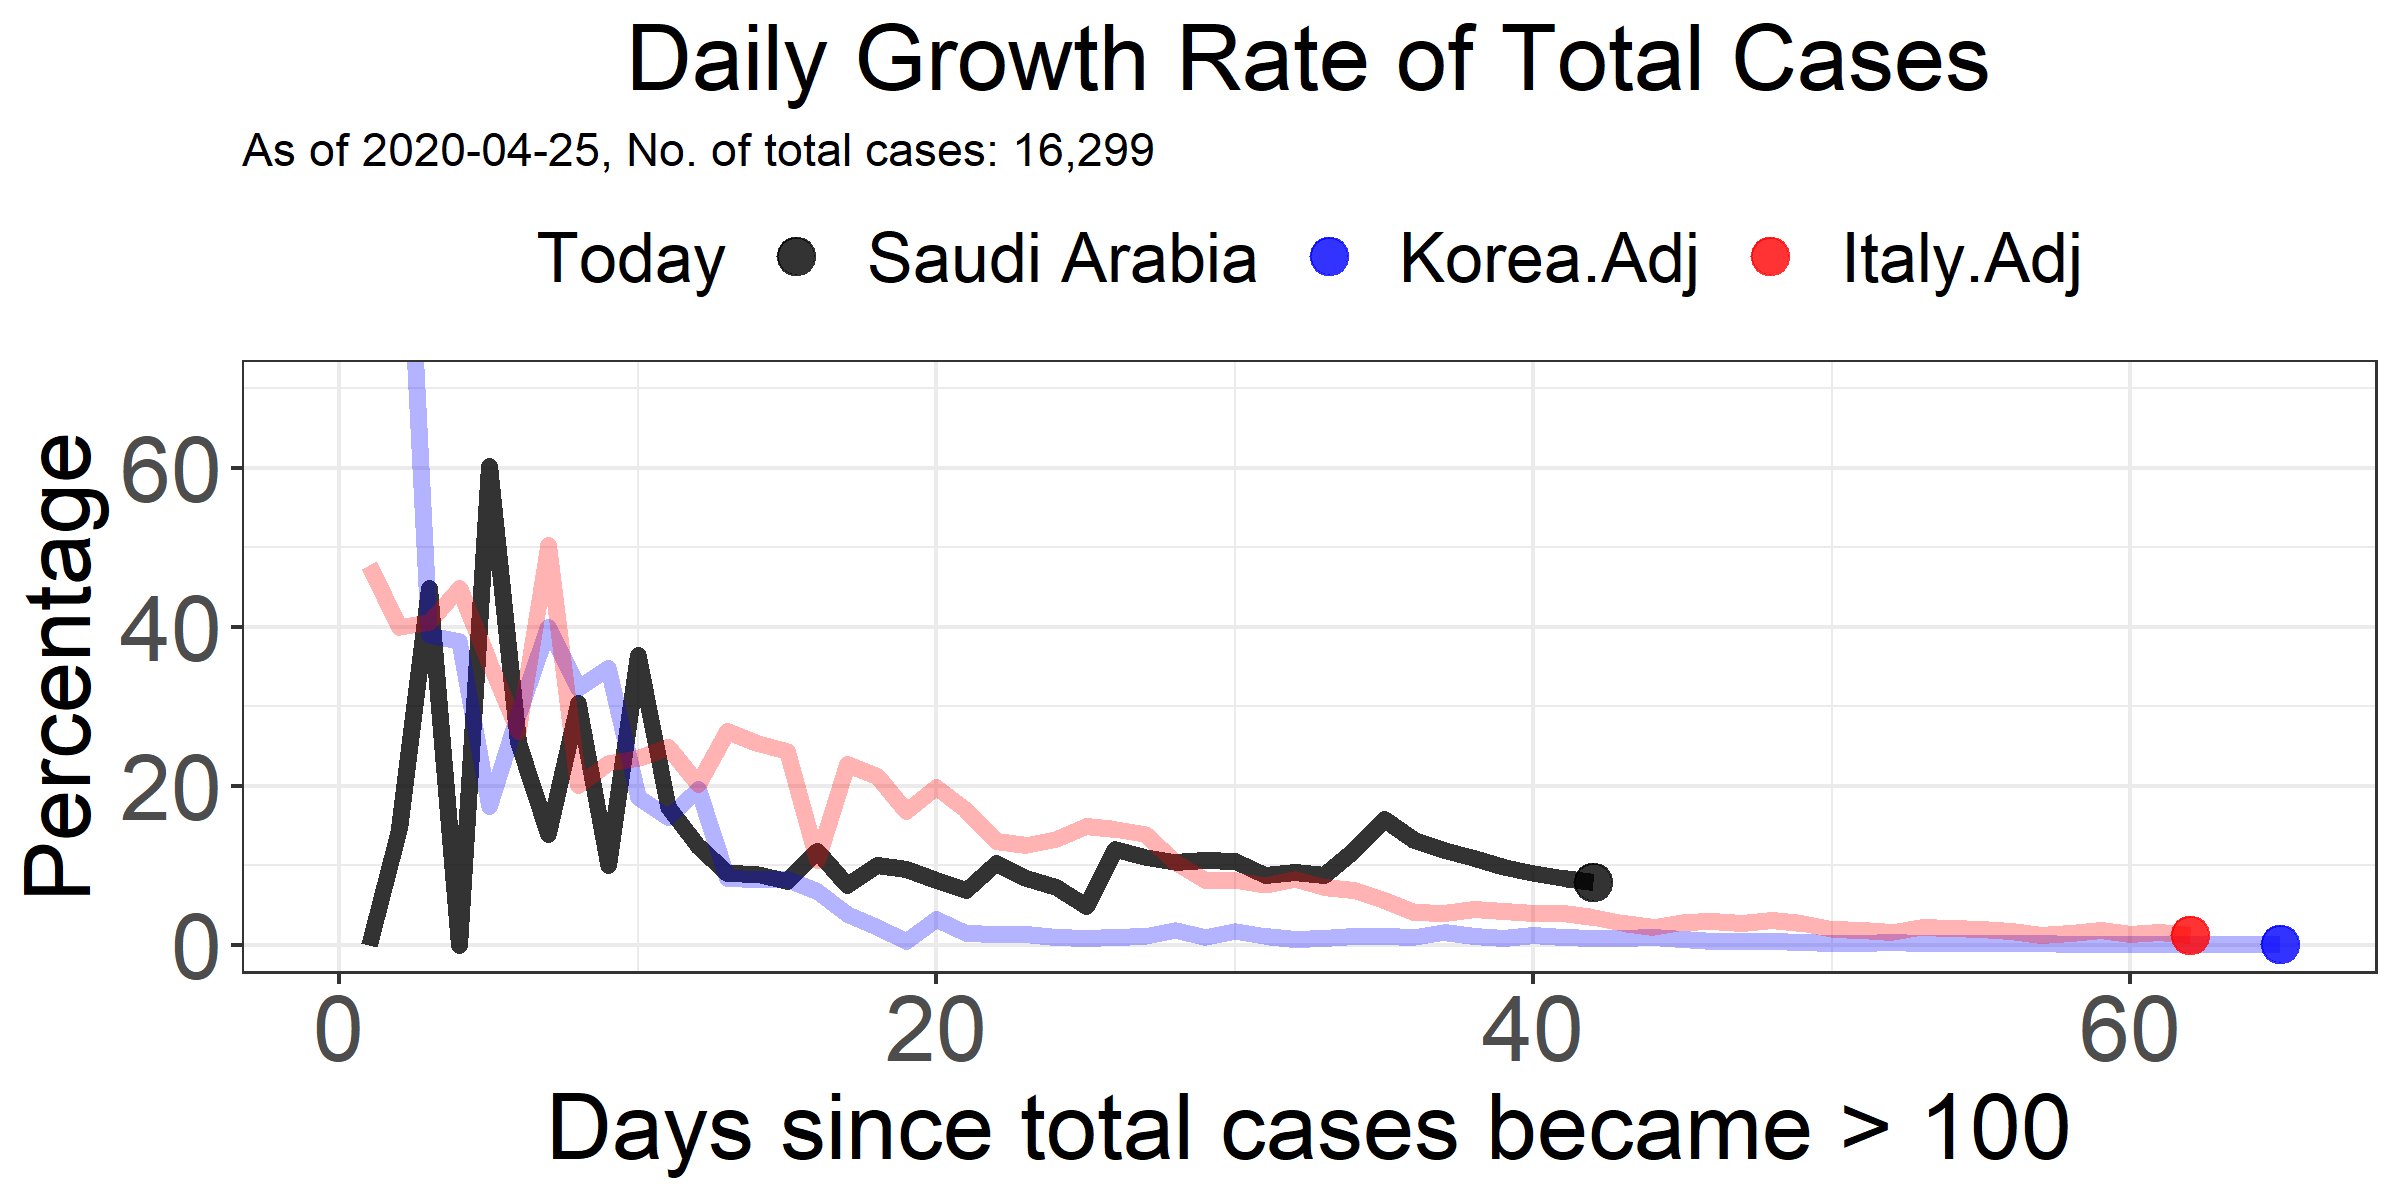 Daily Growth Rate of Total Cases
As of 2020-04-25, No. of total cases: 16,299
Today Saudi Arabia Korea.Adj Italy.Adj
Percentage
60
40
20
0
0 20 40 60
Days since total cases became > 100